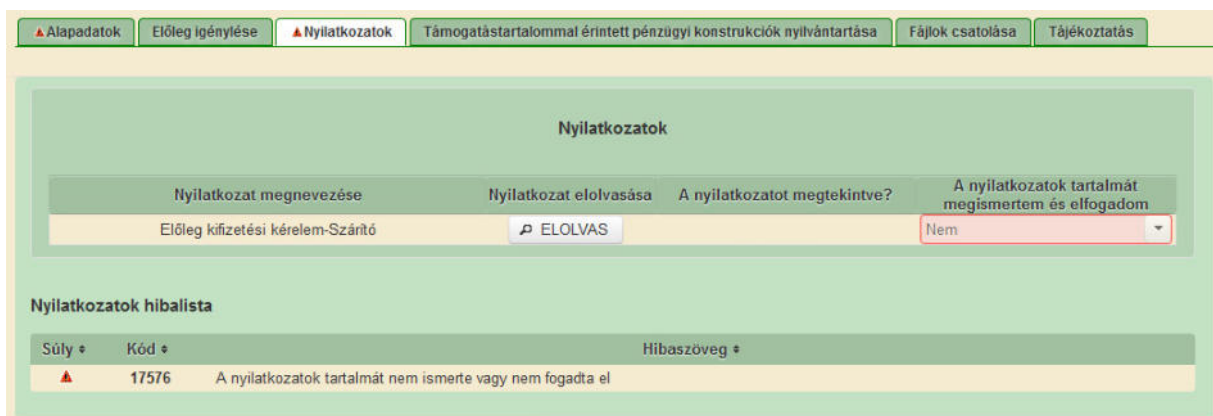 Alapadatok Előleg igénylése Nyilatkozatok Támogatástartalommal érintett pénzügyi konstrukciók nyilvántartása Fájlok csatolása Tájékoztatás
Nyilatkozatok
Nyilatkozat megnevezése Nyilatkozat elolvasása A nyilatkozatot megtekintve? A nyilatkozatok tartalmát megismertem és elfogadom
Előleg kifizetési kérelem-Szárító ELOLVAS Nem
Nyilatkozatok hibalista
Súly Kód Hibaszöveg
17576 A nyilatkozatok tartalmát nem ismerte vagy nem fogadta el